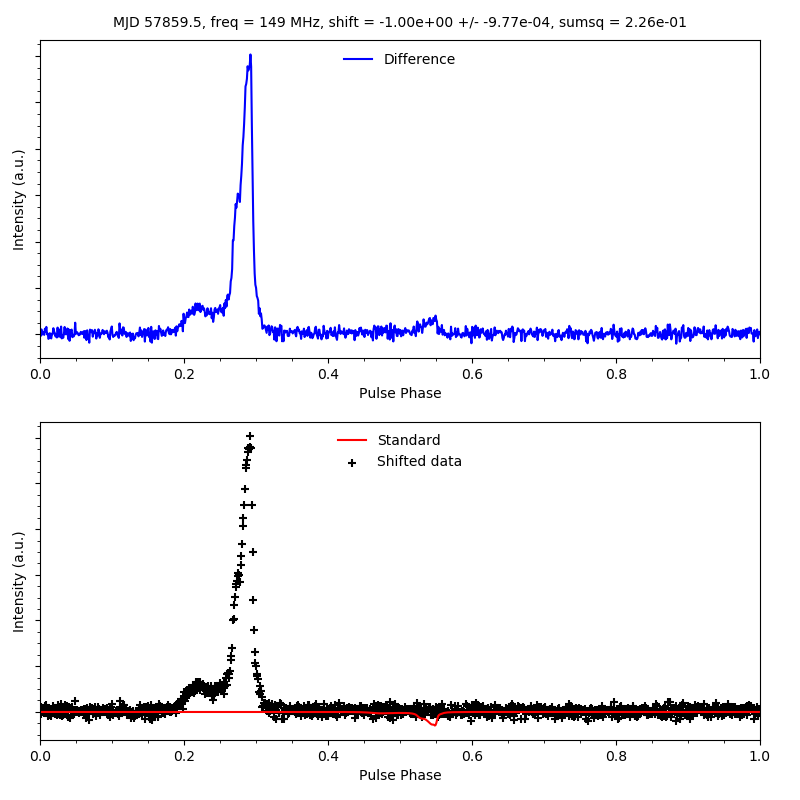 MJD 57859.5, freq = 149 MHz, shift = -1.00e+00 +/- -9.77e-04, sumsq = 2.26e-01
Difference
Intensity (a.u.)
0.0 0.2 0.4 0.6 0.8 1.0
Pulse Phase
Standard
Shifted data
Intensity (a.u.)
0.0 0.2 0.4 0.6 0.8 1.0
Pulse Phase